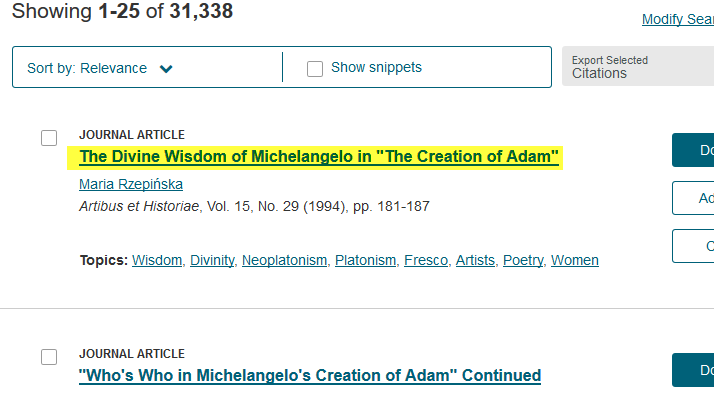 Showing 1-25 of 31,338
Modify Sear
Sort by: Relevance
Show snippets
Export Selected
Citations
JOURNAL ARTICLE
The Divine Wisdom of Michelangelo in "The Creation of Adam"
Do
Maria Rzepińska
Ad
Artibus et Historiae, Vol. 15, No. 29 (1994), pp. 181-187
C
Topics: Wisdom, Divinity, Neoplatonism, Platonism, Fresco, Artists, Poetry, Women
JOURNAL ARTICLE
"Who's Who in Michelangelo's Creation of Adam" Continued
Do